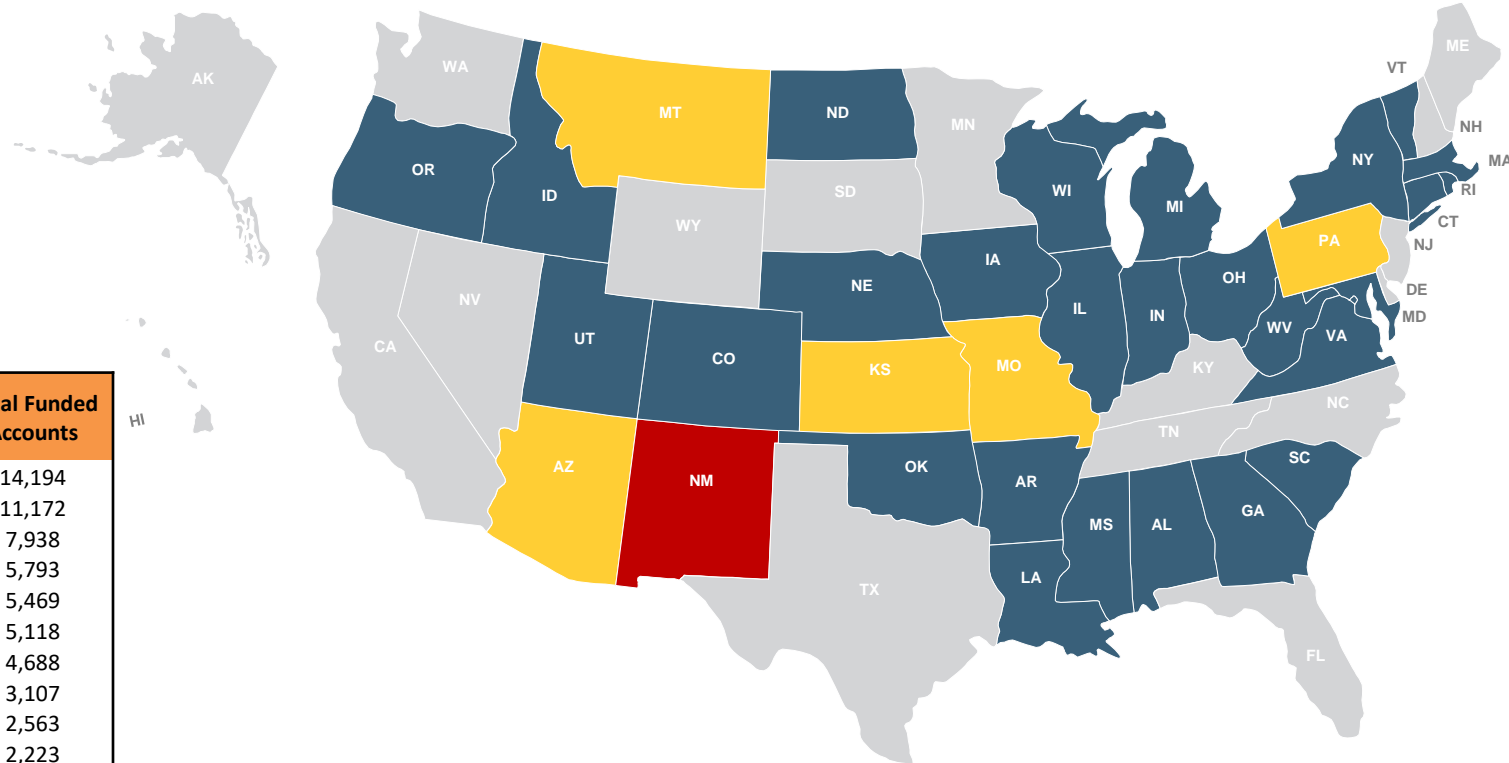 AK
WA
ME
VT
MT
ND
MN
NH
NY
MA
OR
ID
WI
SD
MI
RI
WY
CT
PA
NJ
IA
NE
OH
DE
NV
IL
IN
MD
WV
VA
UT
CO
CA
KS
MO
KY
HI
NC
TN
AZ
NM
OK
AR
SC
MS
AL
GA
LA
TX
FL
al Funded
ccounts
14,194
11,172
7,938
5,793
5,469
5,118
4,688
3,107
2,563
2,223